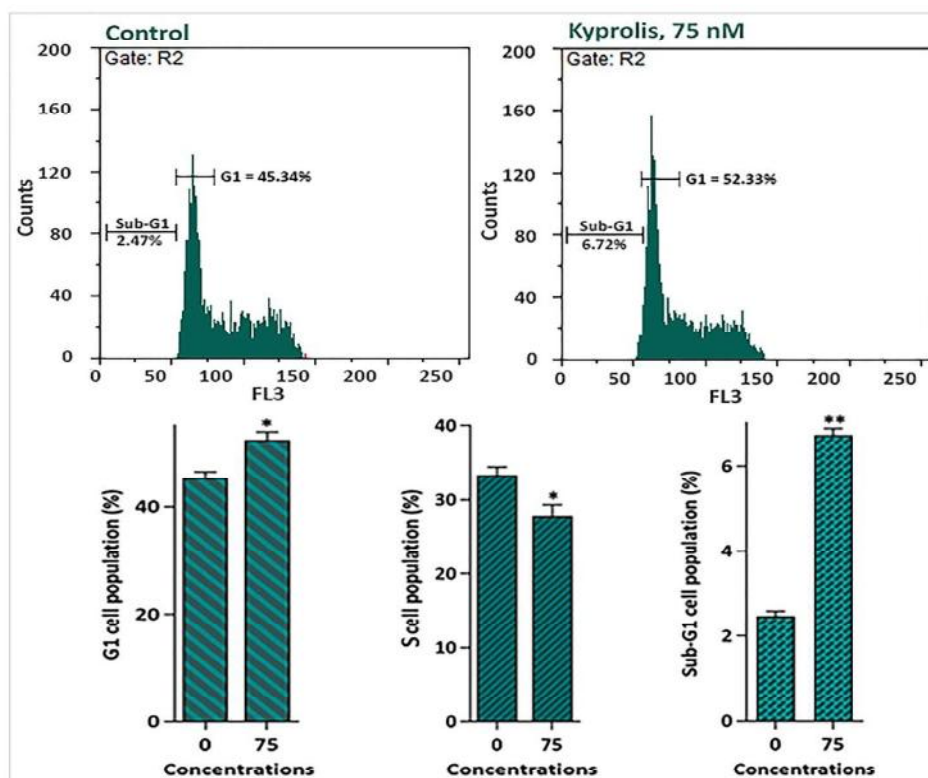 Control
Gate: R2
Counts
200
160
120
80
40
0
G1 = 45.34%
Sub-G1
2.47%
0 50 100 150 200 250
FL3
Kyprolis, 75 nM
Gate: R2
Counts
200
160
120
80
40
0
G1 = 52.33%
Sub-G1
6.72%
0 50 100 150 200 250
FL3
G1 cell population (%)
40
20
0
*
0 75
Concentrations
S cell population (%)
40
30
20
30
0
*
0 75
Concentrations
Sub-G1 cell population (%)
6
4
2
0
**
0 75
Concentrations